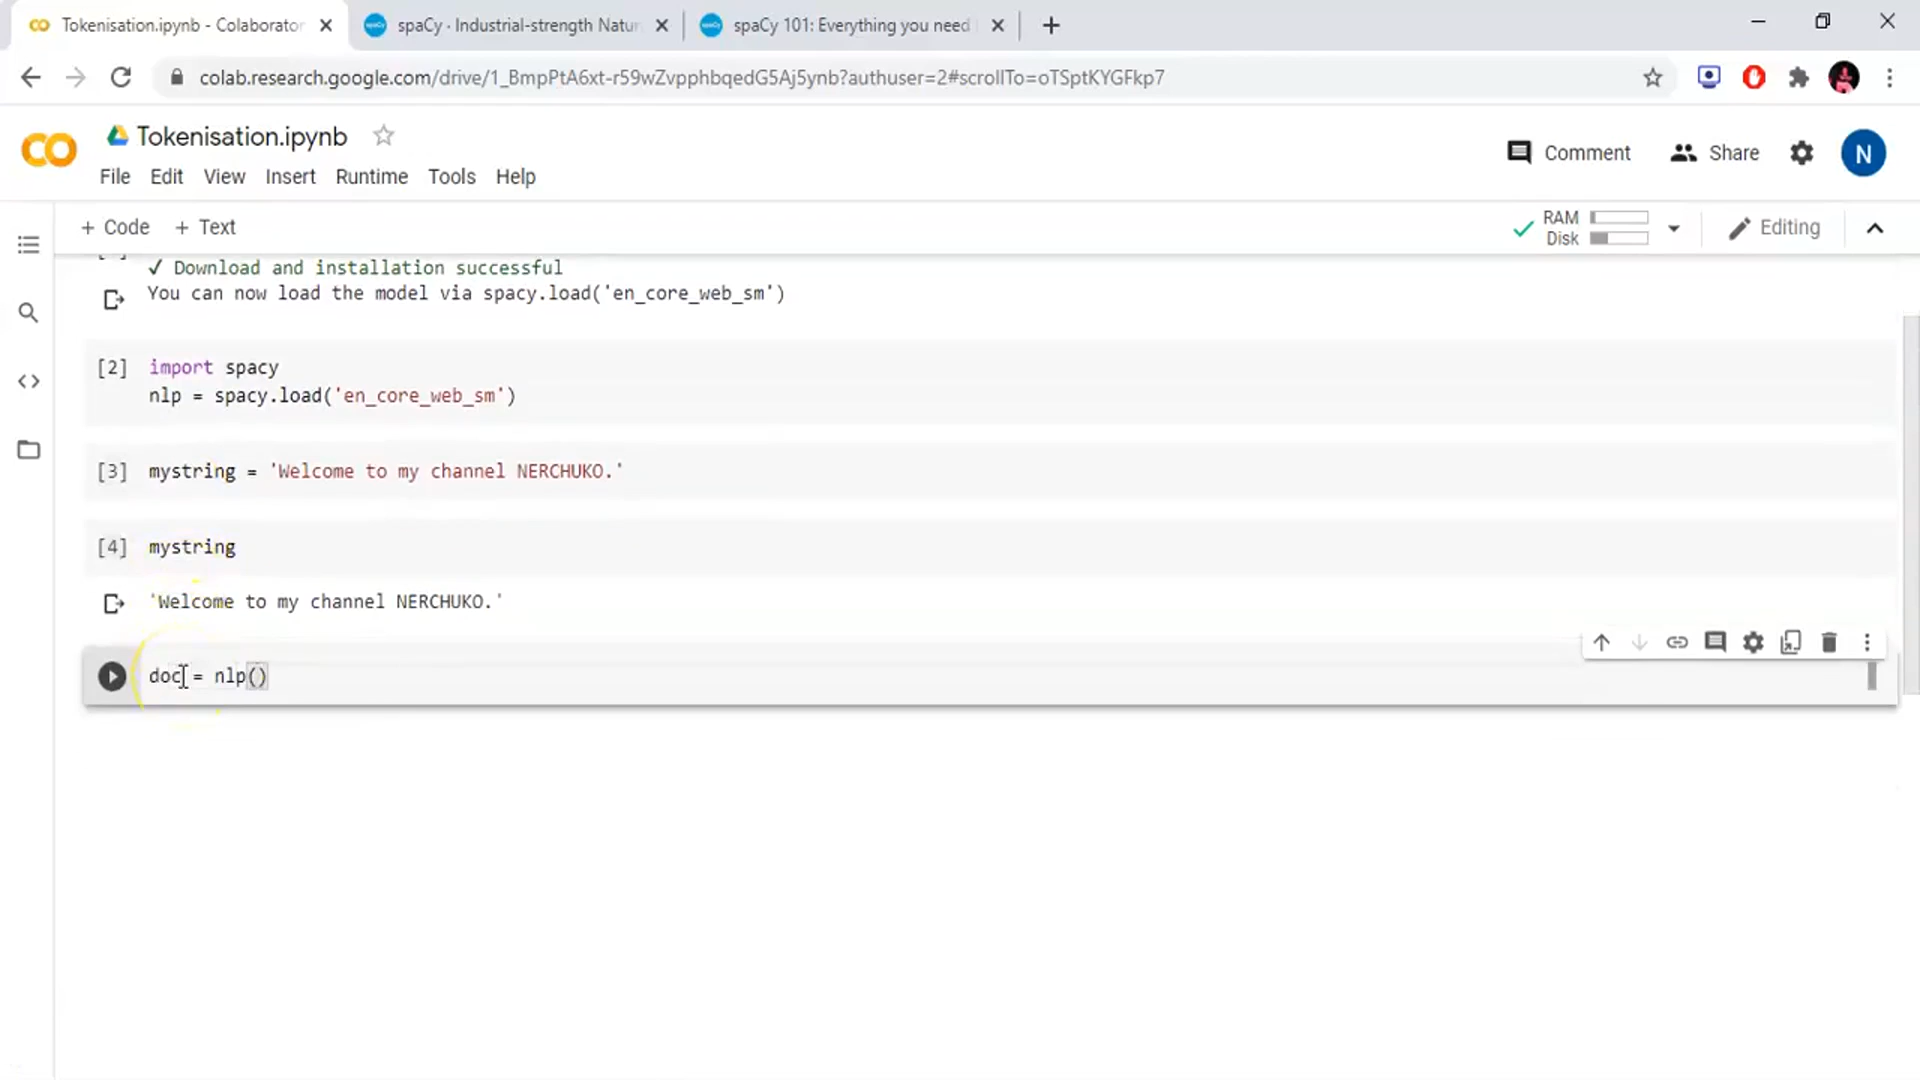 Tokenisation.ipynb - Colaborator
spaCy · Industrial-strength Natur
spaCy 101: Everything you need
colab.research.google.com/drive/1_BmpPtA6xt-r59wZvpphbqedG5Aj5ynb?authuser=2#scrollTo=oTSptKYGFkp7
CO Tokenisation.ipynb
Comment Share N
File Edit View Insert Runtime Tools Help
+ Code + Text
RAM
Disk
Editing
✓ Download and installation successful
You can now load the model via spacy.load('en_core_web_sm')
[2] import spacy
nlp = spacy.load('en_core_web_sm')
[3] mystring = 'Welcome to my channel NERCHUKO.'
[4] mystring
'Welcome to my channel NERCHUKO.'
doc = nlp()